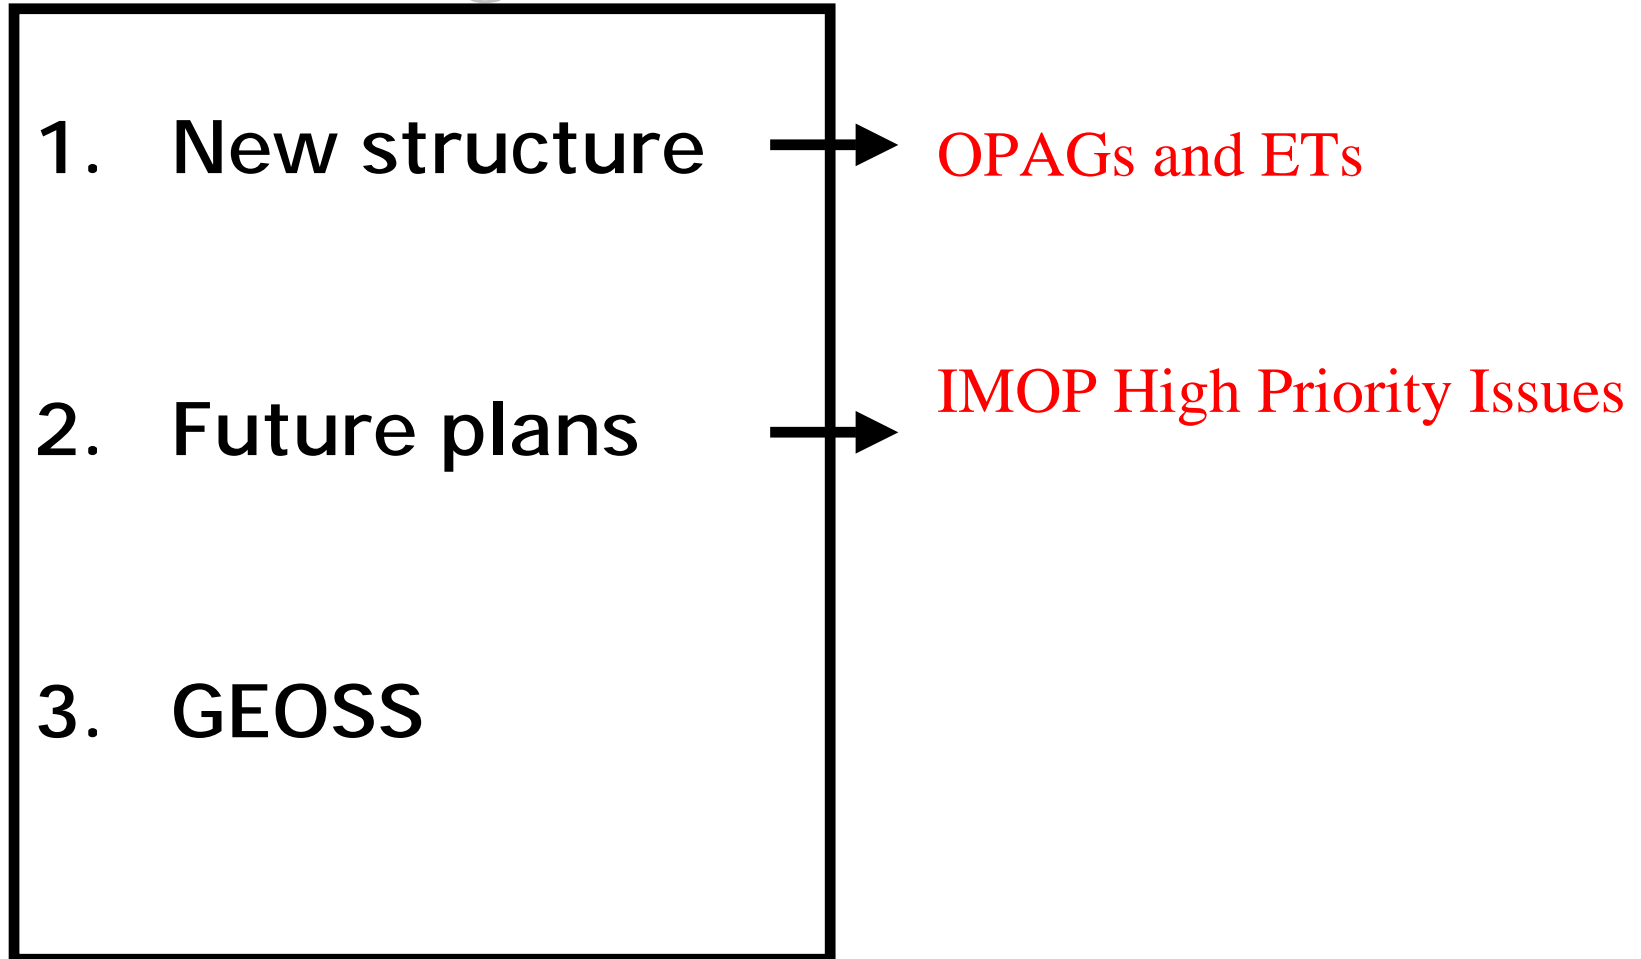 1. New structure OPAGs and ETs
2. Future plans IMOP High Priority Issues
3. GEOSS